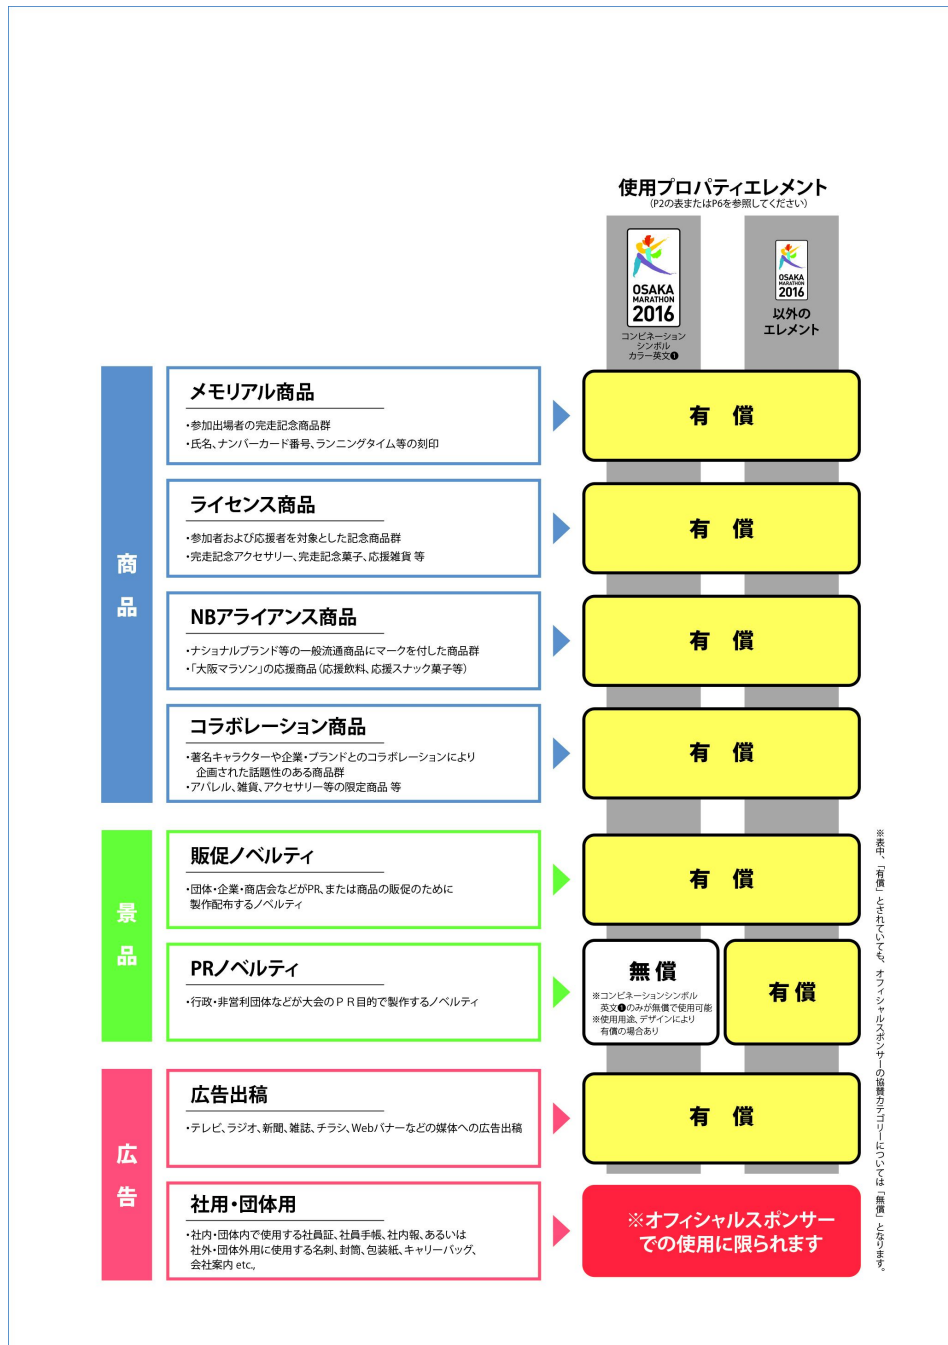 使用プロパティエレメント
(P2の表またはP6を参照してください)
OSAKA
MARATHON
2016
コンビネーション
シンボル
カラー英文❶
OSAKA
MARATHON
2016
以外の
エレメント
商品
メモリアル商品
・参加出場者の完走記念商品群
・氏名、ナンバーカード番号、ランニングタイム等の刻印
有 償
ライセンス商品
・参加者および応援者を対象とした記念商品群
・完走記念アクセサリー、完走記念菓子、応援雑貨 等
有 償
NBアライアンス商品
・ナショナルブランド等の一般流通商品にマークを付した商品群
・「大阪マラソン」の応援商品(応援飲料、応援スナック菓子等)
有 償
コラボレーション商品
・著名キャラクターや企業・ブランドとのコラボレーションにより
企画された話題性のある商品群
・アパレル、雑貨、アクセサリー等の限定商品 等
有 償
景品
販促ノベルティ
・団体・企業・商店会などがPR、または商品の販促のために
製作配布するノベルティ
有 償
PRノベルティ
・行政・非営利団体などが大会のPR目的で製作するノベルティ
無 償
※コンビネーションシンボル
英文❶のみが無償で使用可能
※使用用途、デザインにより
有償の場合あり
有 償
広告
広告出稿
・テレビ、ラジオ、新聞、雑誌、チラシ、Webバナーなどの媒体への広告出稿
有 償
社用・団体用
・社内・団体内で使用する社員証、社員手帳、社内報、あるいは
社外・団体外用に使用する名刺、封筒、包装紙、キャリーバッグ、
会社案内 etc.,
※オフィシャルスポンサー
での使用に限られます
※表中、「有償」とされていても、オフィシャルスポンサーの協賛カテゴリーについては「無償」となります。